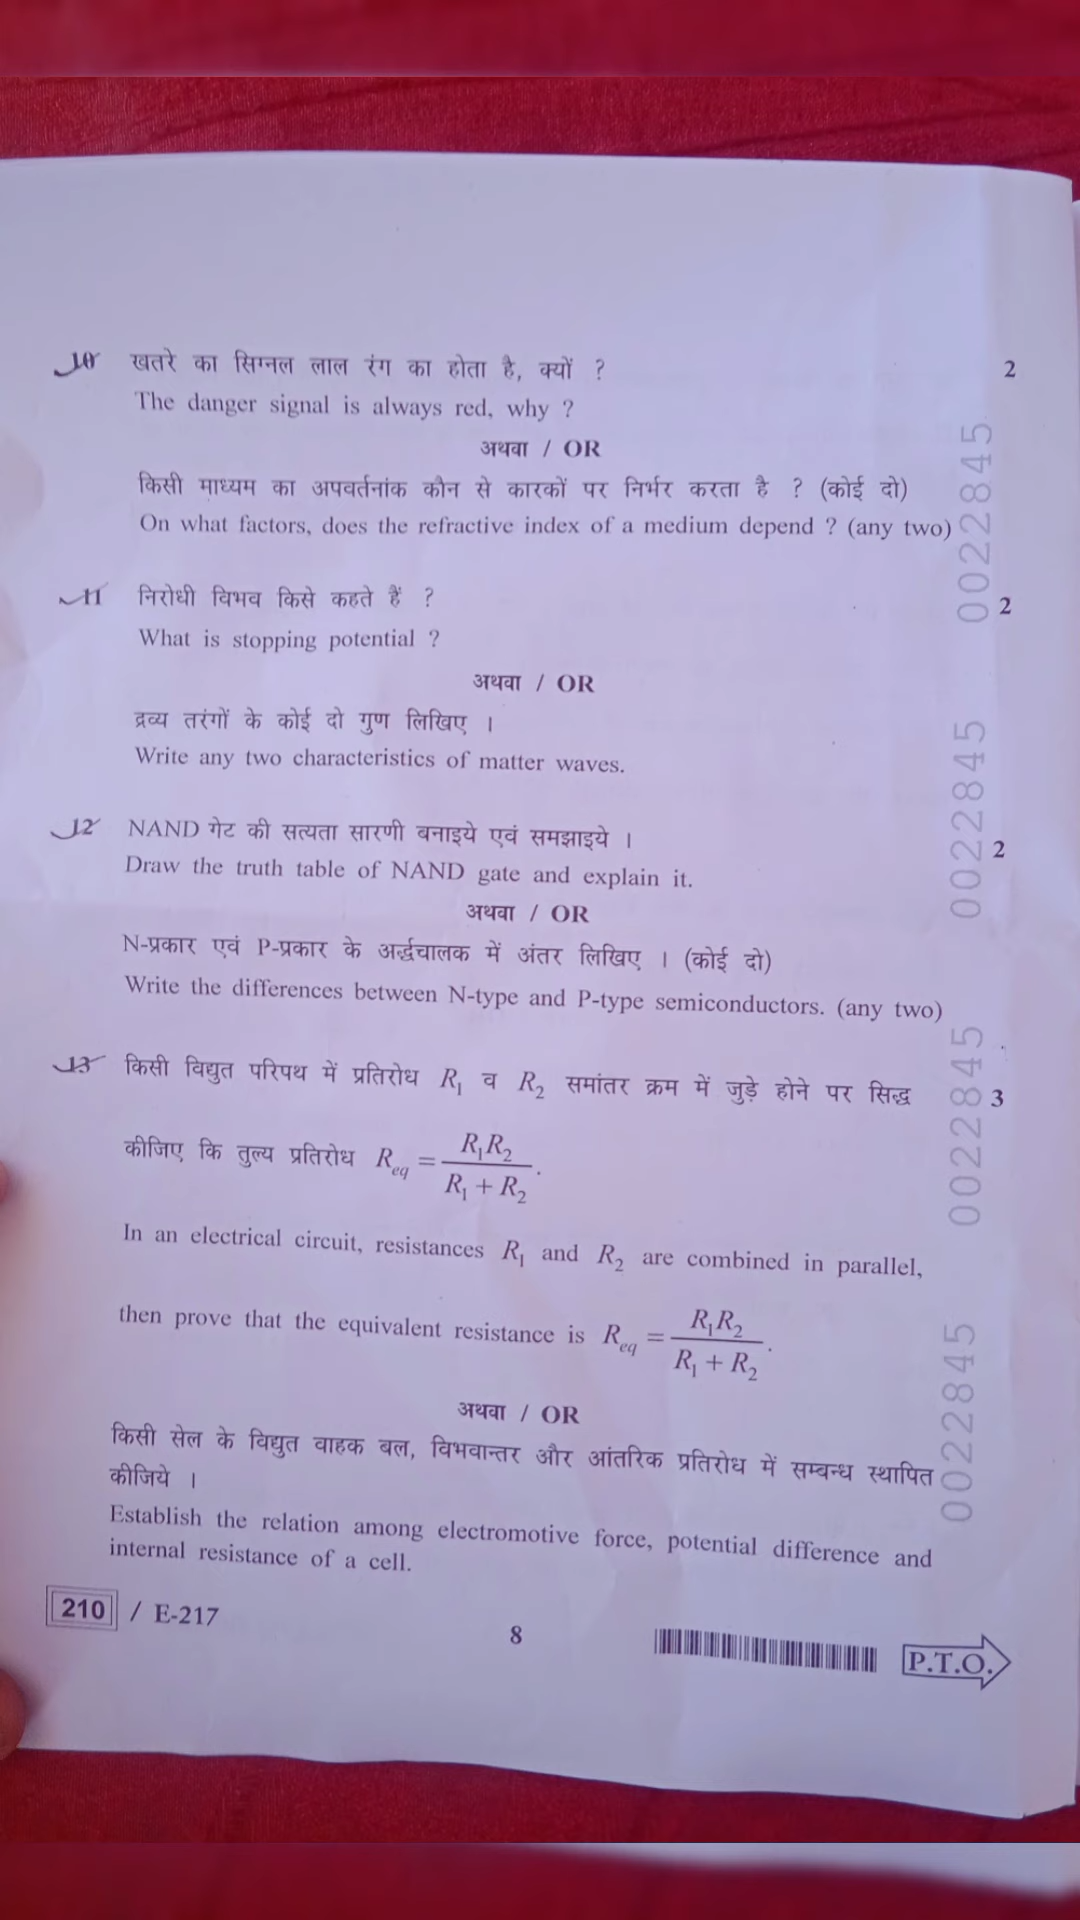 10 खतरे का सिग्नल लाल रंग का होता है, क्यों ? 2
The danger signal is always red, why ?
अथवा / OR
किसी माध्यम का अपवर्तनांक कौन से कारकों पर निर्भर करता है ? (कोई दो)
On what factors, does the refractive index of a medium depend ? (any two)
11 निरोधी विभव किसे कहते हैं ? 2
What is stopping potential ?
अथवा / OR
द्रव्य तरंगों के कोई दो गुण लिखिए ।
Write any two characteristics of matter waves.
12 NAND गेट की सत्यता सारणी बनाइये एवं समझाइये । 2
Draw the truth table of NAND gate and explain it.
अथवा / OR
N-प्रकार एवं P-प्रकार के अर्द्धचालक में अंतर लिखिए । (कोई दो)
Write the differences between N-type and P-type semiconductors. (any two)
13 किसी विद्युत परिपथ में प्रतिरोध R₁ व R₂ समांतर क्रम में जुड़े होने पर सिद्ध 3
कीजिए कि तुल्य प्रतिरोध R_eq = R₁R₂ / R₁ + R₂ .
In an electrical circuit, resistances R₁ and R₂ are combined in parallel,
then prove that the equivalent resistance is R_eq = R₁R₂ / R₁ + R₂ .
अथवा / OR
किसी सेल के विद्युत वाहक बल, विभवान्तर और आंतरिक प्रतिरोध में सम्बन्ध स्थापित
कीजिये ।
Establish the relation among electromotive force, potential difference and
internal resistance of a cell.
210 / E-217
8
P.T.O.
0022845
0022845
0022845
0022845